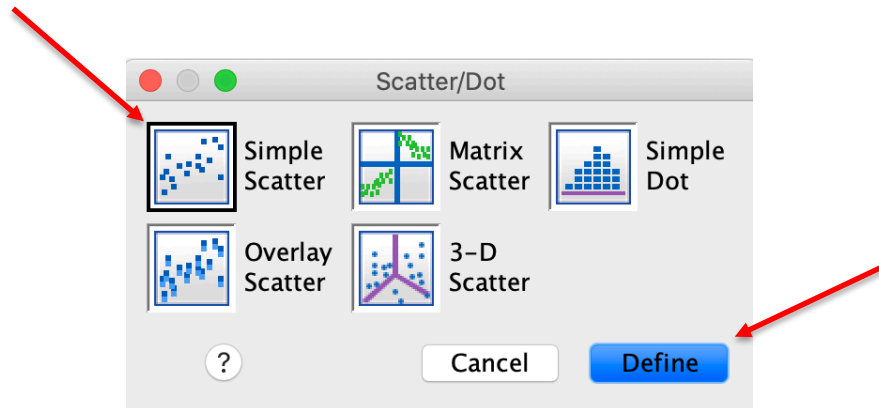 Scatter/Dot
Simple
Scatter
Matrix
Scatter
Simple
Dot
Overlay
Scatter
3-D
Scatter
?
Cancel
Define